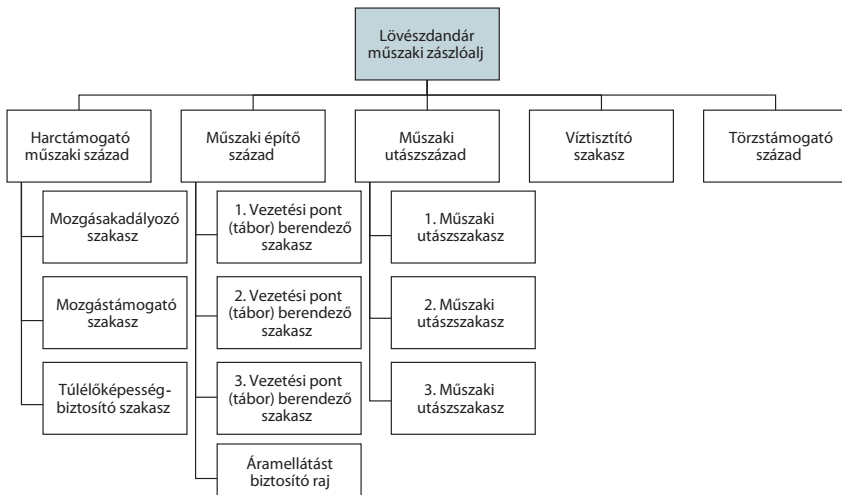 Lövészdandár
műszaki zászlóalj
Harctámogató
műszaki század
Műszaki építő
század
Műszaki
utászszázad
Víztisztító
szakasz
Törzstámogató
század
Mozgásakadályozó
szakasz
Mozgástámogató
szakasz
Túlélőképesség-
biztosító szakasz
1. Vezetési pont
(tábor) berendező
szakasz
2. Vezetési pont
(tábor) berendező
szakasz
3. Vezetési pont
(tábor) berendező
szakasz
Áramellátást
biztosító raj
1. Műszaki
utászszakasz
2. Műszaki
utászszakasz
3. Műszaki
utászszakasz